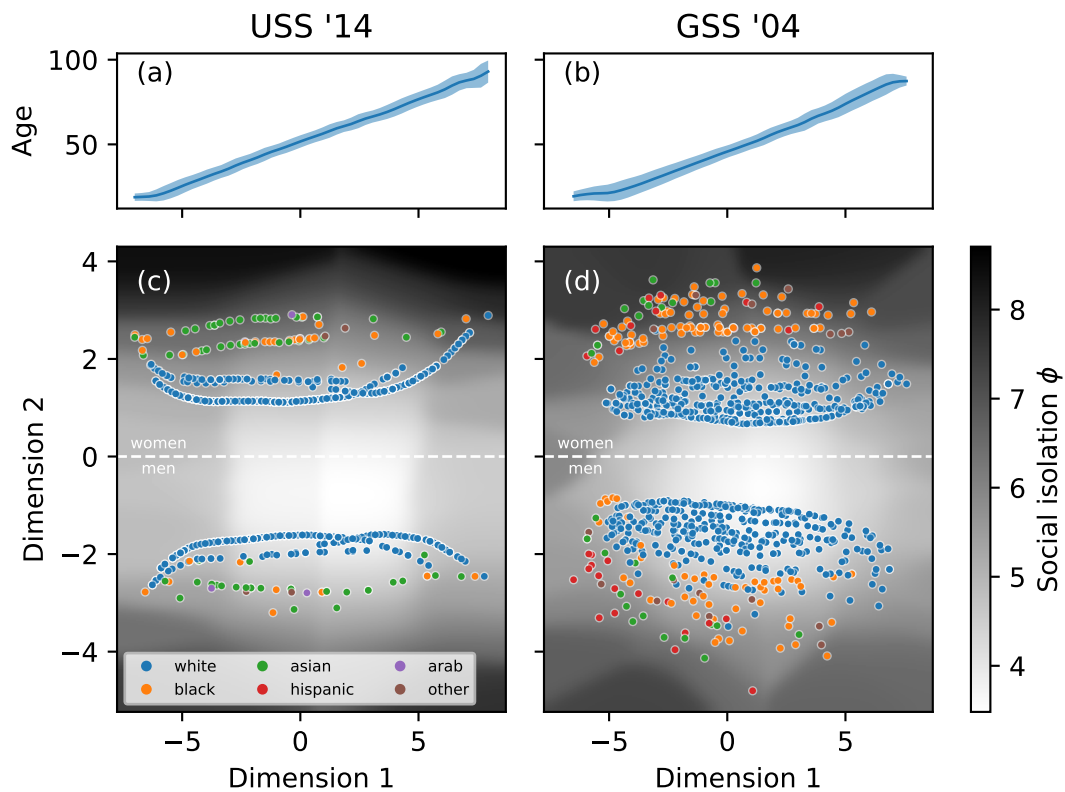 USS '14
GSS '04
(a)
(b)
100
50
Age
(c)
(d)
4
2
0
−2
−4
Dimension 2
women
men
women
men
white
asian
arab
black
hispanic
other
−5
0
5
−5
0
5
Dimension 1
Dimension 1
8
7
6
5
4
Social isolation ϕ